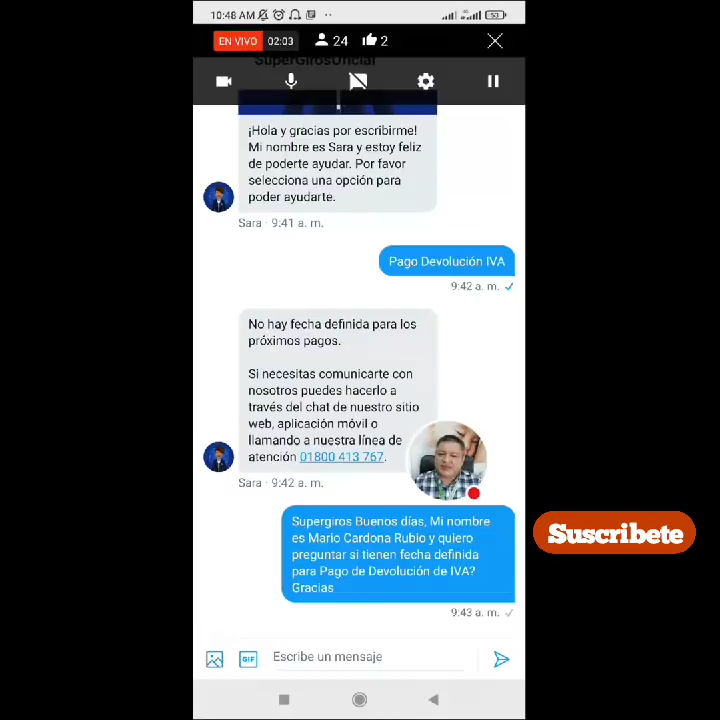 10:48 AM
50
EN VIVO 02:03 24 2
SuperGirosOficial
¡Hola y gracias por escribirme!
Mi nombre es Sara y estoy feliz
de poderte ayudar. Por favor
selecciona una opción para
poder ayudarte.
Sara · 9:41 a. m.
Pago Devolución IVA
9:42 a. m.
No hay fecha definida para los
próximos pagos.
Si necesitas comunicarte con
nosotros puedes hacerlo a
través del chat de nuestro sitio
web, aplicación móvil o
llamando a nuestra línea de
atención 01800 413 767.
Sara · 9:42 a. m.
Supergiros Buenos días, Mi nombre
es Mario Cardona Rubio y quiero
preguntar si tienen fecha definida
para Pago de Devolución de IVA?
Gracias
9:43 a. m.
Suscribete
GIF Escribe un mensaje